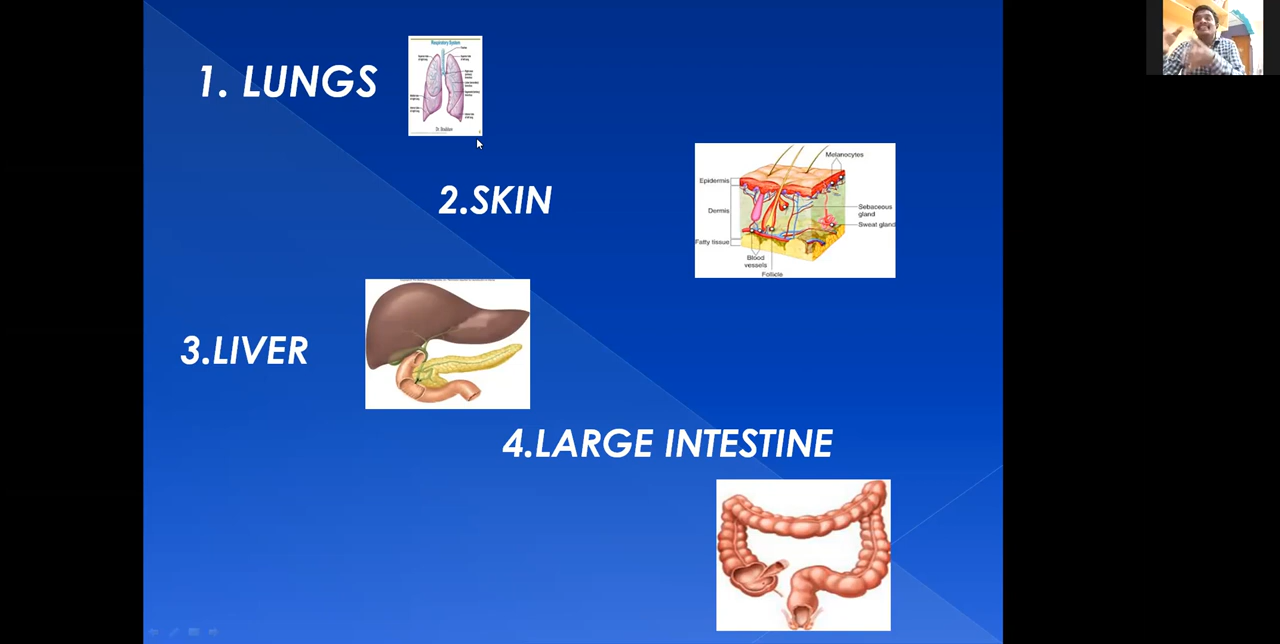 1. LUNGS
Respiratory System
2.SKIN
Melanocytes
Epidermis
Dermis
Sebaceous
gland
Sweat gland
Fatty tissue
Blood
vessels
Follicle
3.LIVER
4.LARGE INTESTINE